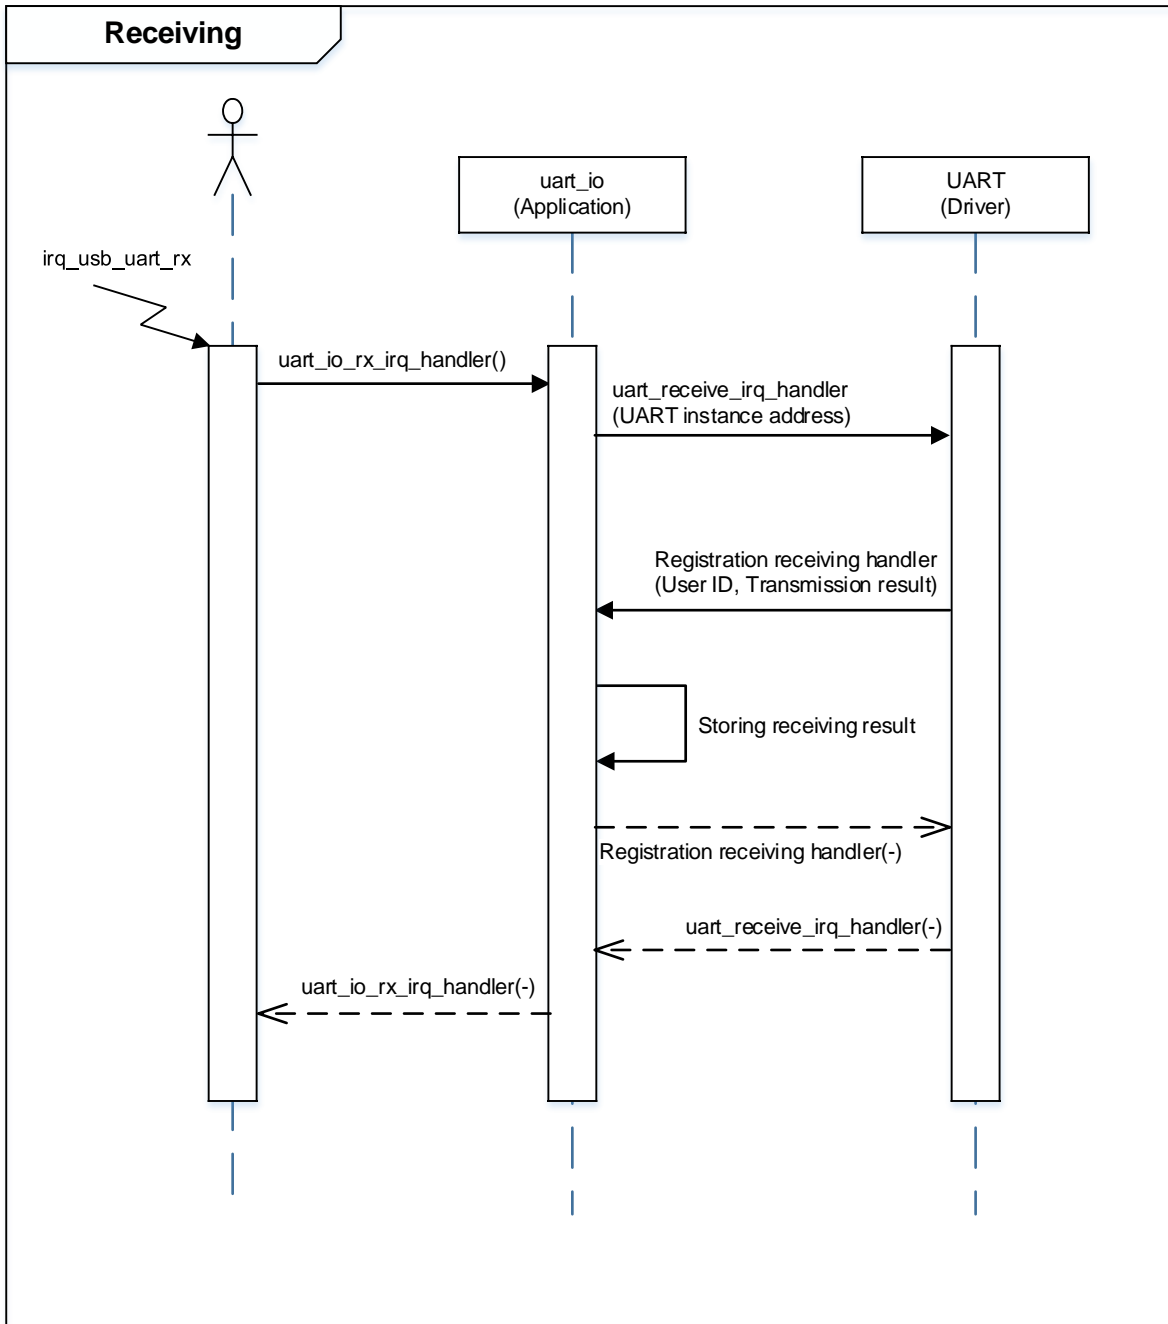 Receiving
uart_io
(Application)
UART
(Driver)
irq_usb_uart_rx
uart_io_rx_irq_handler()
uart_receive_irq_handler
(UART instance address)
Registration receiving handler
(User ID, Transmission result)
Storing receiving result
Registration receiving handler(-)
uart_receive_irq_handler(-)
uart_io_rx_irq_handler(-)